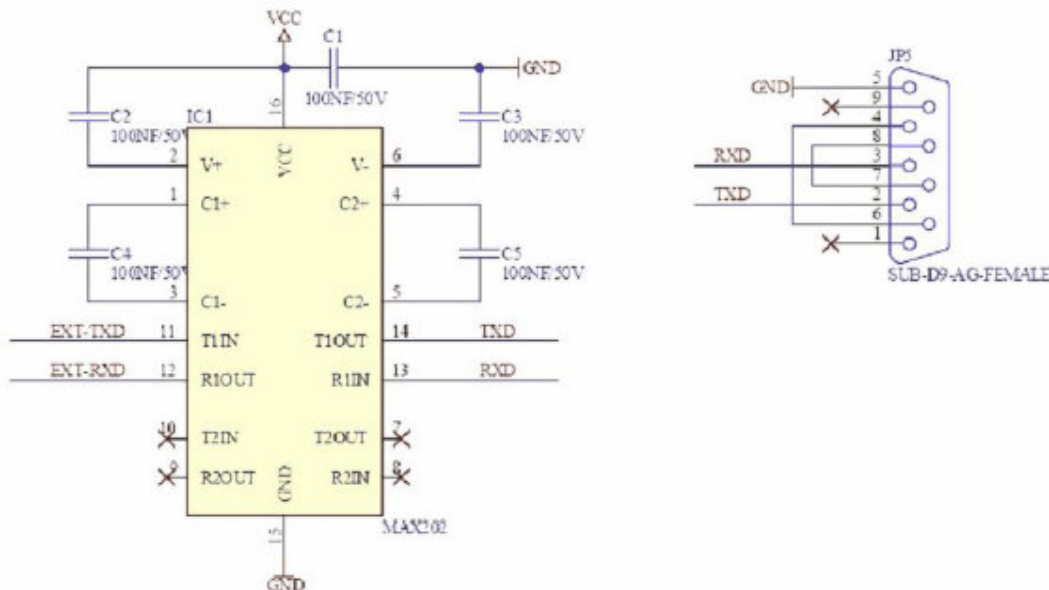 VCC
C1
GND
100NF/50V
C2
100NF/50V
IC1
16
C3
100NF/50V
2
V+
VCC
V-
6
1
C1+
C2+
4
C4
100NF/50V
C5
100NF/50V
3
C1-
C2-
5
EXT-TXD
11
T1IN
T1OUT
14
TXD
EXT-RXD
12
R1OUT
R1IN
13
RXD
10
T2IN
T2OUT
7
9
R2OUT
R2IN
8
GND
15
MAX202
GND
JP5
GND
5
9
4
8
RXD
3
7
TXD
2
6
1
SUB-D9-AG-FEMALE